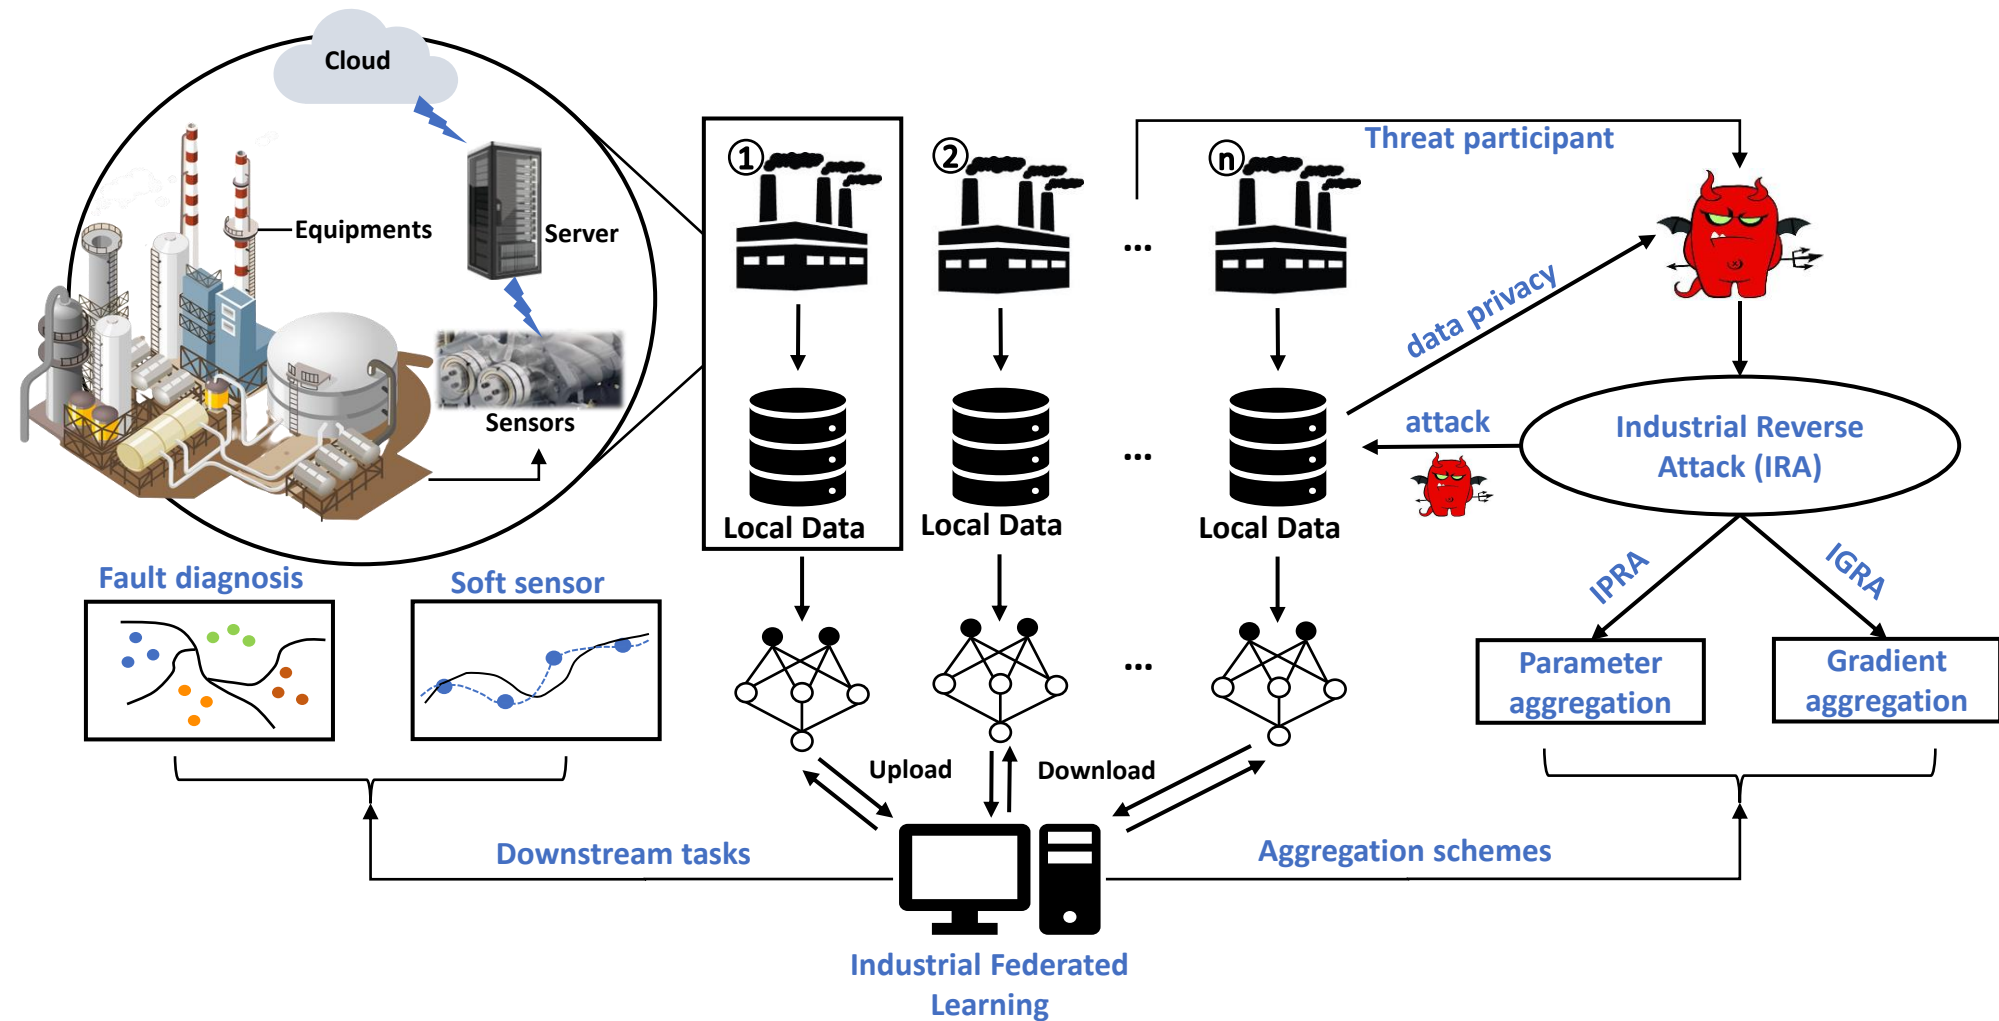 Cloud
Equipments
Server
Sensors
①
②
ⓝ
...
Threat participant
data privacy
attack
...
Industrial Reverse
Attack (IRA)
Local Data
Local Data
Local Data
IPRA
IGRA
Fault diagnosis
Soft sensor
...
Parameter
aggregation
Gradient
aggregation
Upload
Download
Downstream tasks
Aggregation schemes
Industrial Federated
Learning